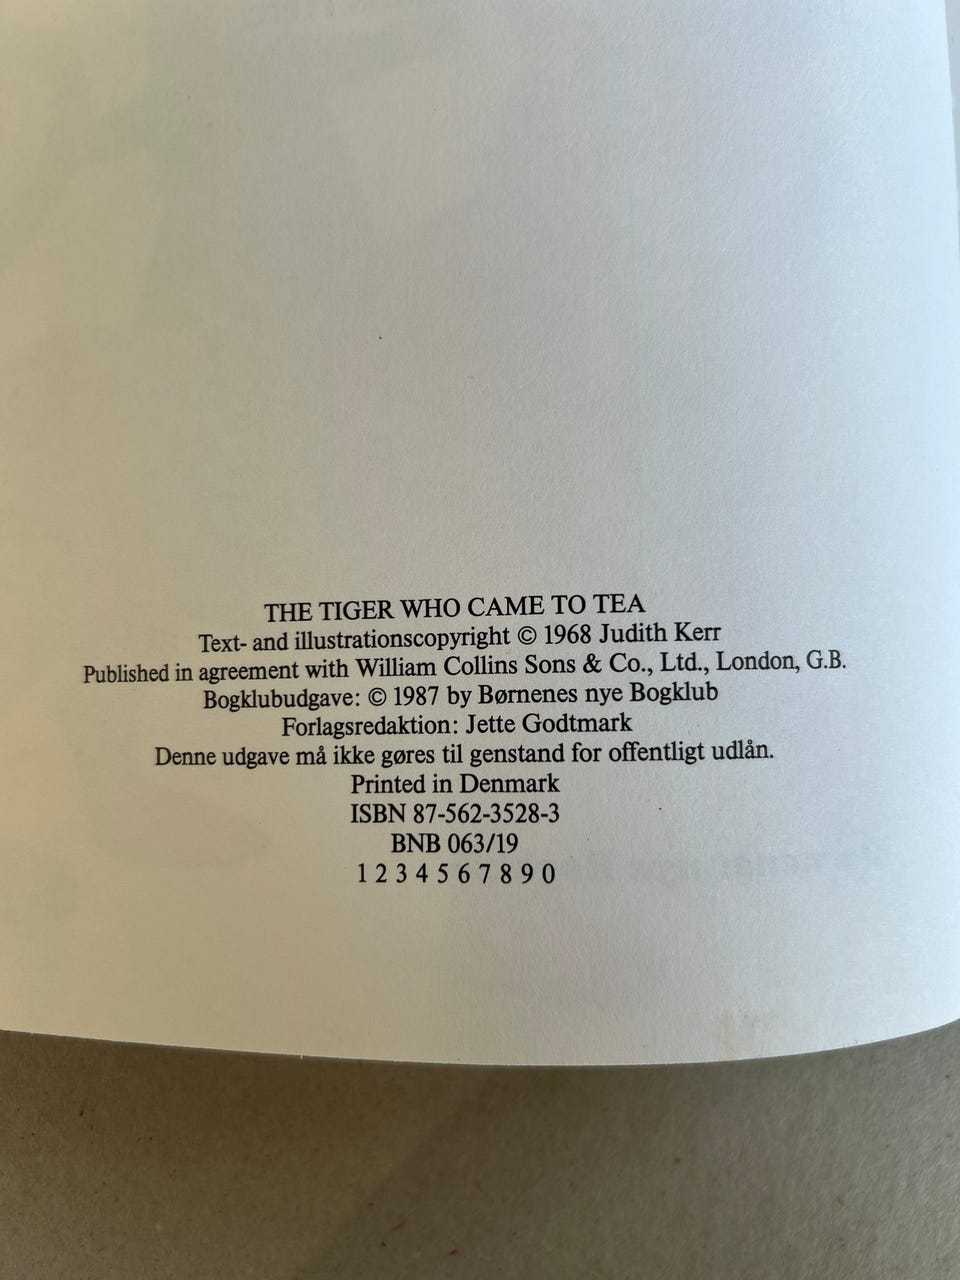 THE TIGER WHO CAME TO TEA
Text- and illustrationscopyright © 1968 Judith Kerr
Published in agreement with William Collins Sons & Co., Ltd., London, G.B.
Bogklubudgave: © 1987 by Børnenes nye Bogklub
Forlagsredaktion: Jette Godtmark
Denne udgave må ikke gøres til genstand for offentligt udlån.
Printed in Denmark
ISBN 87-562-3528-3
BNB 063/19
1 2 3 4 5 6 7 8 9 0